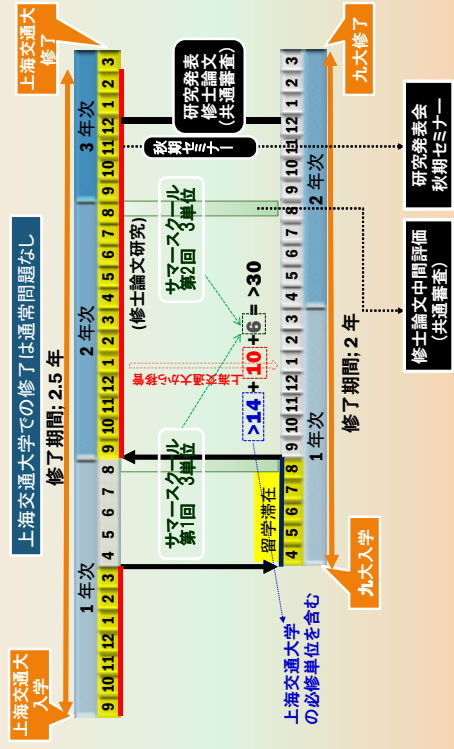 上海交通大学での修了は通常問題なし
上海交通大
入学
上海交通大
修了
修了期間; 2.5 年
1 年次
2 年次
3 年次
9 10 11 12 1 2 3 4 5 6 7 8 9 10 11 12 1 2 3 4 5 6 7 8 9 10 11 12 1 2 3
(修士論文研究)
秋期セミナー
研究発表
修士論文
(共通審査)
サマースクール
第1回 3単位
サマースクール
第2回 3単位
上海交通大から移管
>14 + 10 +6 = >30
留学滞在
上海交通大学
の必修単位を含む
4 5 6 7 8 9 10 11 12 1 2 3 4 5 6 7 8 9 10 11 12 1 2 3
1 年次
2 年次
修了期間; 2 年
九大入学
九大修了
修士論文中間評価
(共通審査)
研究発表会
秋期セミナー